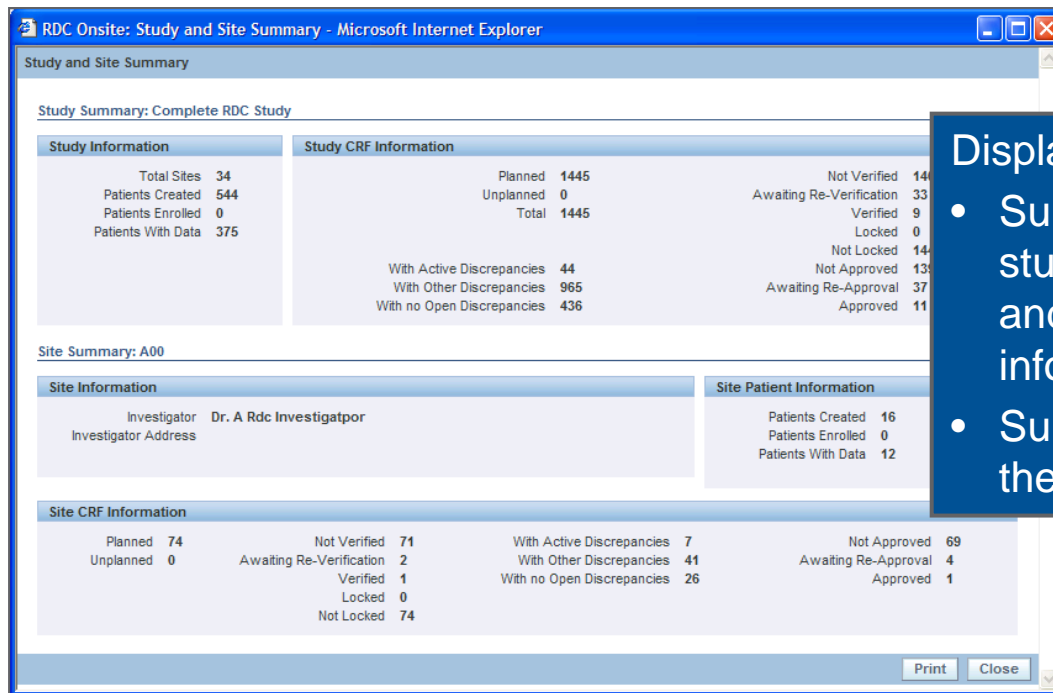 RDC Onsite: Study and Site Summary - Microsoft Internet Explorer
Study and Site Summary
Study Summary: Complete RDC Study
Study Information
Total Sites 34
Patients Created 544
Patients Enrolled 0
Patients With Data 375
Study CRF Information
Planned 1445
Unplanned 0
Total 1445
With Active Discrepancies 44
With Other Discrepancies 965
With no Open Discrepancies 436
Not Verified
Awaiting Re-Verification 33
Verified 9
Locked 0
Not Locked
Not Approved
Awaiting Re-Approval 37
Approved 11
Site Summary: A00
Site Information
Investigator Dr. A Rdc Investigatpor
Investigator Address
Site Patient Information
Patients Created 16
Patients Enrolled 0
Patients With Data 12
Site CRF Information
Planned 74
Unplanned 0
Not Verified 71
Awaiting Re-Verification 2
Verified 1
Locked 0
Not Locked 74
With Active Discrepancies 7
With Other Discrepancies 41
With no Open Discrepancies 26
Not Approved 69
Awaiting Re-Approval 4
Approved 1
Print Close